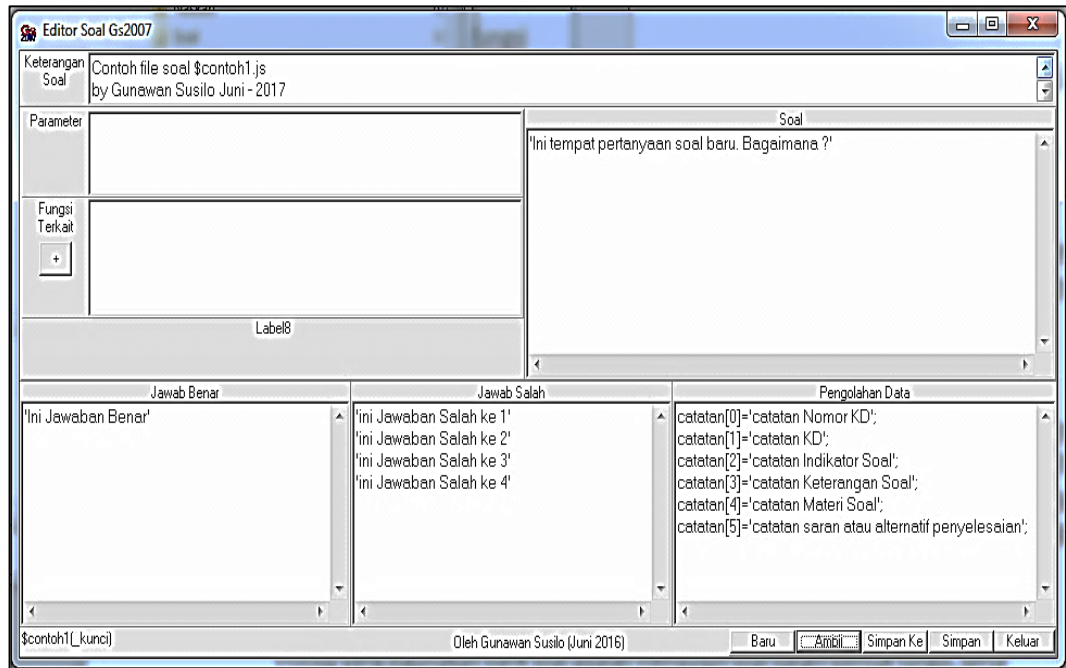 Editor Soal Gs2007
Keterangan Soal
Contoh file soal $contoh1.js
by Gunawan Susilo Juni - 2017
Parameter
Soal
'Ini tempat pertanyaan soal baru. Bagaimana ?'
Fungsi Terkait
+
Label8
Jawab Benar
'Ini Jawaban Benar'
Jawab Salah
'ini Jawaban Salah ke 1'
'ini Jawaban Salah ke 2'
'ini Jawaban Salah ke 3'
'ini Jawaban Salah ke 4'
Pengolahan Data
catatan[0]='catatan Nomor KD';
catatan[1]='catatan KD';
catatan[2]='catatan Indikator Soal';
catatan[3]='catatan Keterangan Soal';
catatan[4]='catatan Materi Soal';
catatan[5]='catatan saran atau alternatif penyelesaian';
$contoh1(_kunci)
Oleh Gunawan Susilo (Juni 2016)
Baru
Ambil
Simpan Ke
Simpan
Keluar